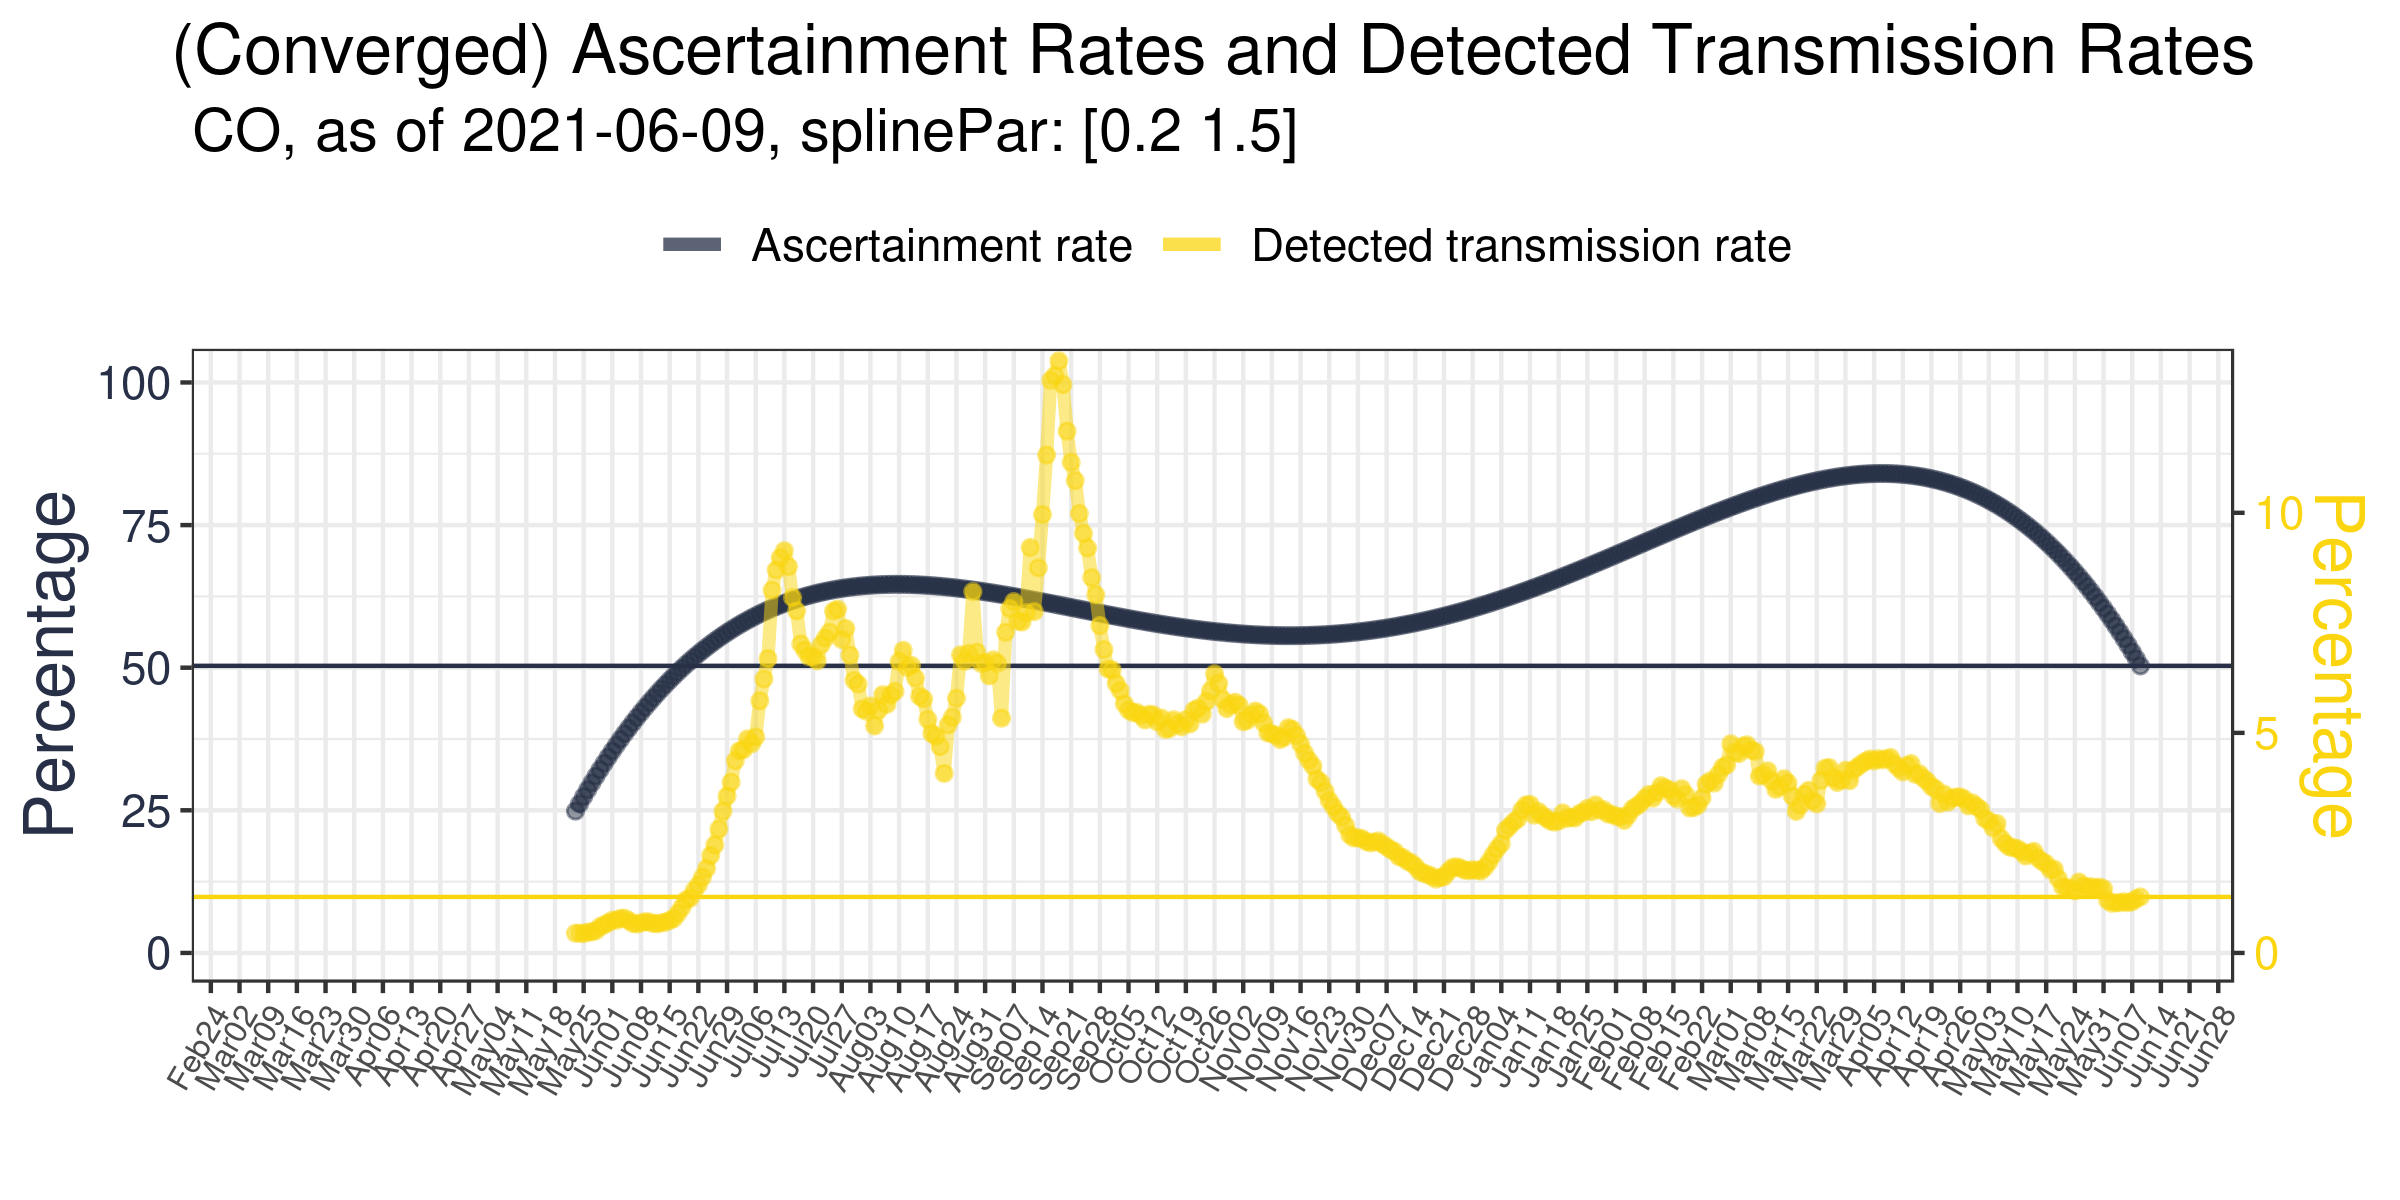 (Converged) Ascertainment Rates and Detected Transmission Rates
CO, as of 2021-06-09, splinePar: [0.2 1.5]
Ascertainment rate Detected transmission rate
Percentage
100
75
50
25
0
10
5
0
Percentage
Feb24 Mar02 Mar09 Mar16 Mar23 Mar30 Apr06 Apr13 Apr20 Apr27 May04 May11 May18 May25 Jun01 Jun08 Jun15 Jun22 Jun29 Jul06 Jul13 Jul20 Jul27 Aug03 Aug10 Aug17 Aug24 Aug31 Sep07 Sep14 Sep21 Sep28 Oct05 Oct12 Oct19 Oct26 Nov02 Nov09 Nov16 Nov23 Nov30 Dec07 Dec14 Dec21 Dec28 Jan04 Jan11 Jan18 Jan25 Feb01 Feb08 Feb15 Feb22 Mar01 Mar08 Mar15 Mar22 Mar29 Apr05 Apr12 Apr19 Apr26 May03 May10 May17 May24 May31 Jun07 Jun14 Jun21 Jun28